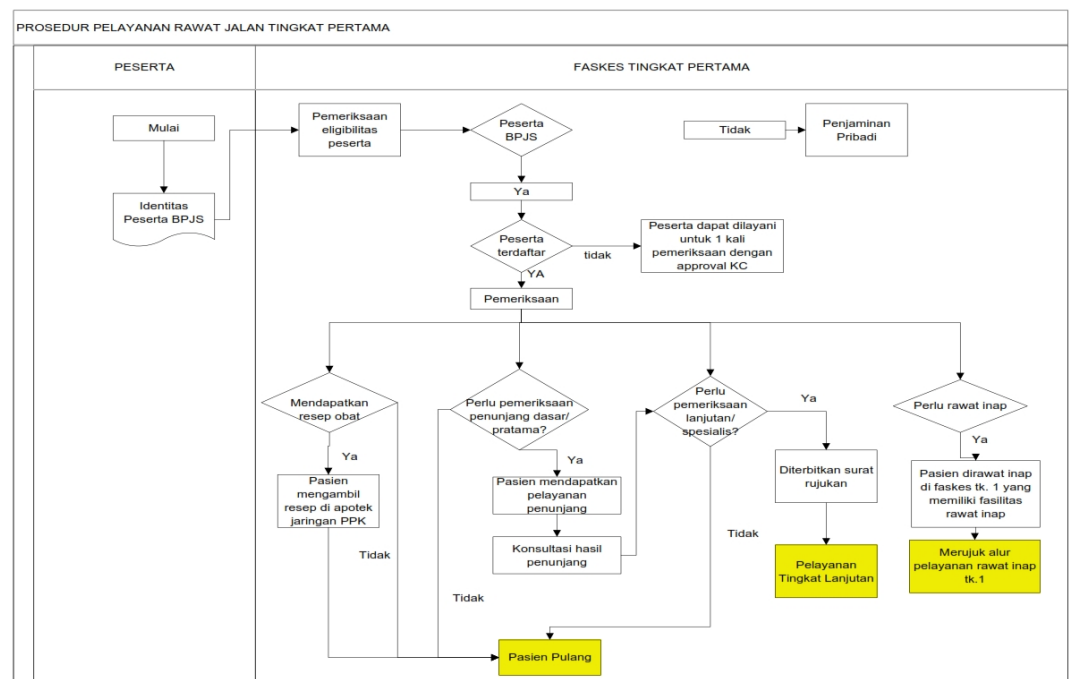 PROSEDUR PELAYANAN RAWAT JALAN TINGKAT PERTAMA
PESERTA
FASKES TINGKAT PERTAMA
Mulai
Identitas
Peserta BPJS
Pemeriksaan
eligibilitas
peserta
Peserta
BPJS
Tidak
Penjaminan
Pribadi
Ya
Peserta
terdaftar
tidak
Peserta dapat dilayani
untuk 1 kali
pemeriksaan dengan
approval KC
YA
Pemeriksaan
Mendapatkan
resep obat
Perlu pemeriksaan
penunjang dasar/
pratama?
Perlu
pemeriksaan
lanjutan/
spesialis?
Ya
Perlu rawat inap
Ya
Ya
Ya
Pasien
mengambil
resep di apotek
jaringan PPK
Pasien mendapatkan
pelayanan
penunjang
Diterbitkan surat
rujukan
Pasien dirawat inap
di faskes tk. 1 yang
memiliki fasilitas
rawat inap
Tidak
Konsultasi hasil
penunjang
Tidak
Pelayanan
Tingkat Lanjutan
Merujuk alur
pelayanan rawat inap
tk.1
Tidak
Pasien Pulang